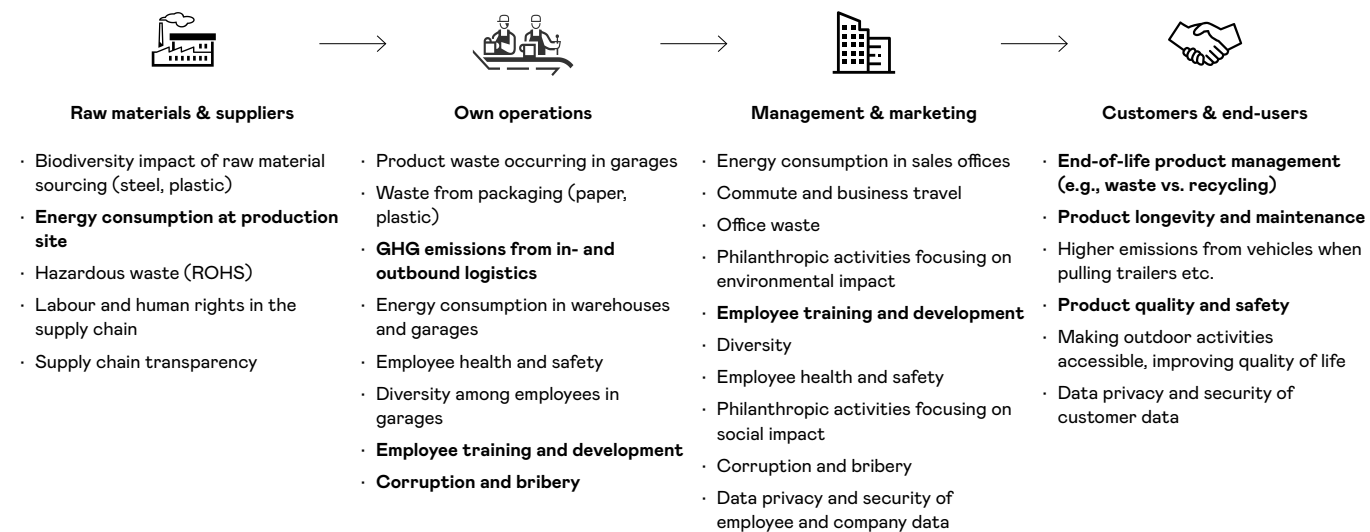 Raw materials & suppliers
· Biodiversity impact of raw material
sourcing (steel, plastic)
· Energy consumption at production
site
· Hazardous waste (ROHS)
· Labour and human rights in the
supply chain
· Supply chain transparency
Own operations
· Product waste occurring in garages
· Waste from packaging (paper,
plastic)
· GHG emissions from in- and
outbound logistics
· Energy consumption in warehouses
and garages
· Employee health and safety
· Diversity among employees in
garages
· Employee training and development
· Corruption and bribery
Management & marketing
· Energy consumption in sales offices
· Commute and business travel
· Office waste
· Philanthropic activities focusing on
environmental impact
· Employee training and development
· Diversity
· Employee health and safety
· Philanthropic activities focusing on
social impact
· Corruption and bribery
· Data privacy and security of
employee and company data
Customers & end-users
· End-of-life product management
(e.g., waste vs. recycling)
· Product longevity and maintenance
· Higher emissions from vehicles when
pulling trailers etc.
· Product quality and safety
· Making outdoor activities
accessible, improving quality of life
· Data privacy and security of
customer data